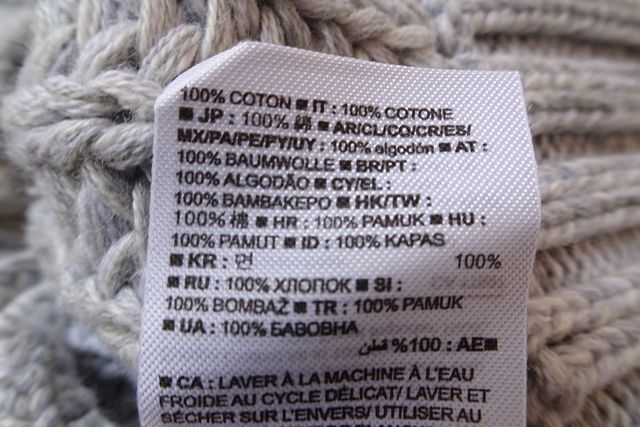 100% COTON ■ IT : 100% COTONE
■ JP : 100% 綿 ■ AR/CL/CO/CR/ES/
MX/PA/PE/PY/UY : 100% algodón ■ AT :
100% BAUMWOLLE ■ BR/PT :
100% ALGODÃO ■ CY/EL :
100% BAMBAKEPO ■ HK/TW :
100% 棉 ■ HR : 100% PAMUK ■ HU :
100% PAMUT ■ ID : 100% KAPAS
■ KR : 면 100%
■ RU : 100% ХЛОПОК ■ SI :
100% BOMBAŽ ■ TR : 100% PAMUK
■ UA : 100% БАВОВНА
قطن %100 : AE■
■ CA : LAVER À LA MACHINE À L'EAU
FROIDE AU CYCLE DÉLICAT/ LAVER ET
SÉCHER SUR L'ENVERS/ UTILISER AU